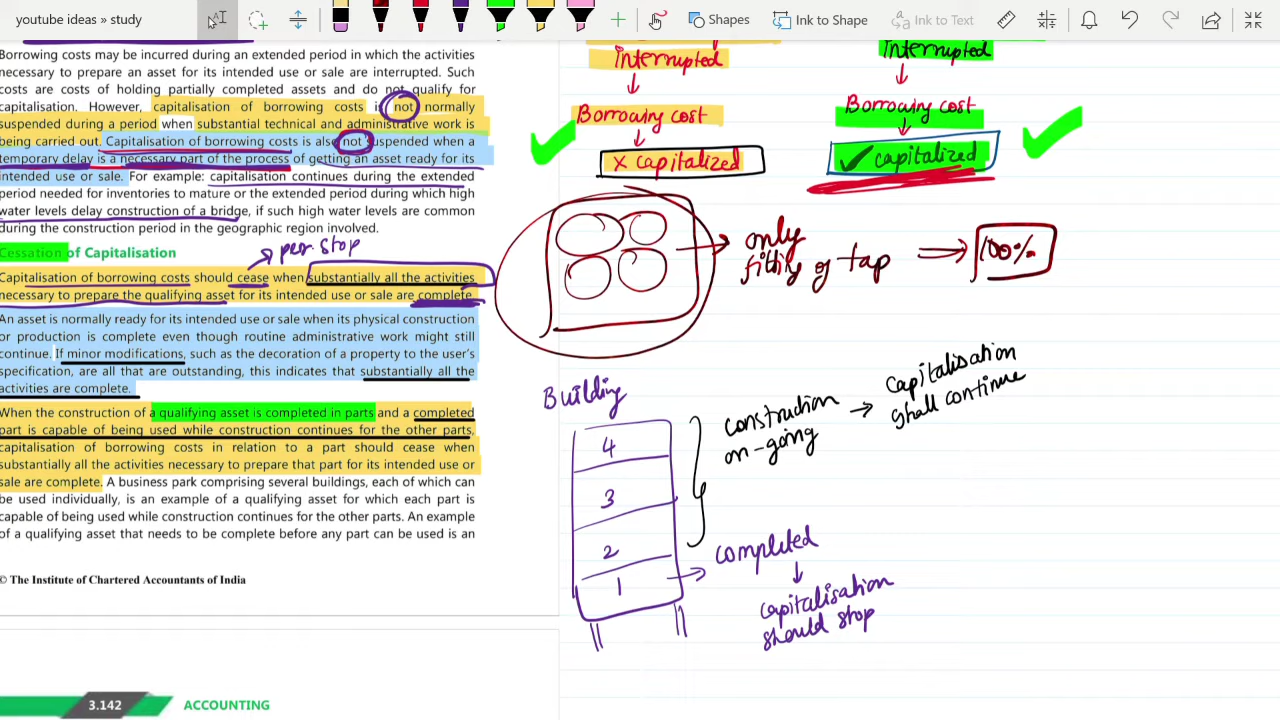 youtube ideas » study
Shapes
Ink to Shape
Ink to Text
Borrowing costs may be incurred during an extended period in which the activities
necessary to prepare an asset for its intended use or sale are interrupted. Such
costs are costs of holding partially completed assets and do not qualify for
capitalisation. However, capitalisation of borrowing costs is not normally
suspended during a period when substantial technical and administrative work is
being carried out. Capitalisation of borrowing costs is also not suspended when a
temporary delay is a necessary part of the process of getting an asset ready for its
intended use or sale. For example: capitalisation continues during the extended
period needed for inventories to mature or the extended period during which high
water levels delay construction of a bridge, if such high water levels are common
during the construction period in the geographic region involved.
Cessation of Capitalisation
per. stop
Capitalisation of borrowing costs should cease when substantially all the activities
necessary to prepare the qualifying asset for its intended use or sale are complete.
An asset is normally ready for its intended use or sale when its physical construction
or production is complete even though routine administrative work might still
continue. If minor modifications, such as the decoration of a property to the user's
specification, are all that are outstanding, this indicates that substantially all the
activities are complete.
When the construction of a qualifying asset is completed in parts and a completed
part is capable of being used while construction continues for the other parts,
capitalisation of borrowing costs in relation to a part should cease when
substantially all the activities necessary to prepare that part for its intended use or
sale are complete. A business park comprising several buildings, each of which can
be used individually, is an example of a qualifying asset for which each part is
capable of being used while construction continues for the other parts. An example
of a qualifying asset that needs to be complete before any part can be used is an
© The Institute of Chartered Accountants of India
3.142
ACCOUNTING
Interrupted
Borrowing cost
X capitalized
Interrupted
Borrowing cost
capitalized
only
fitting of tap
100%
Building
4
3
2
1
construction
on-going
Capitalisation
shall continue
completed
capitalisation
should stop